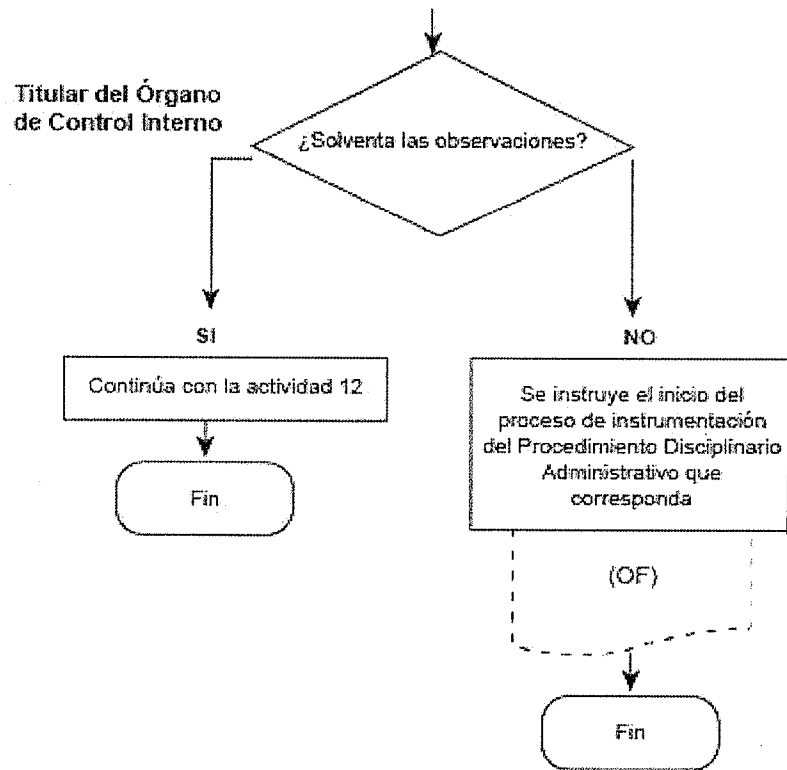 Titular del Órgano
de Control Interno
¿Solventa las observaciones?
SI
Continúa con la actividad 12
Fin
NO
Se instruye el inicio del
proceso de instrumentación
del Procedimiento Disciplinario
Administrativo que
corresponda
(OF)
Fin